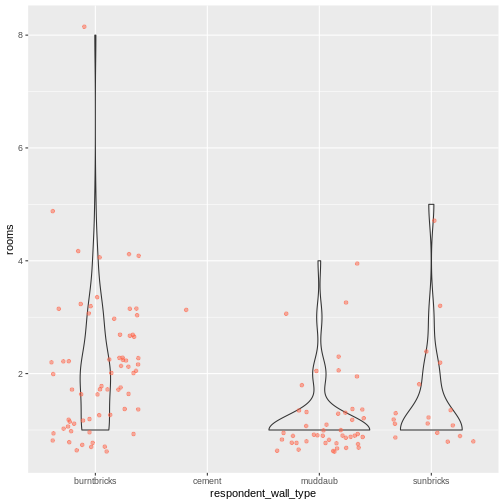 8
6
4
2
rooms
burntbricks
cement
muddaub
sunbricks
respondent_wall_type